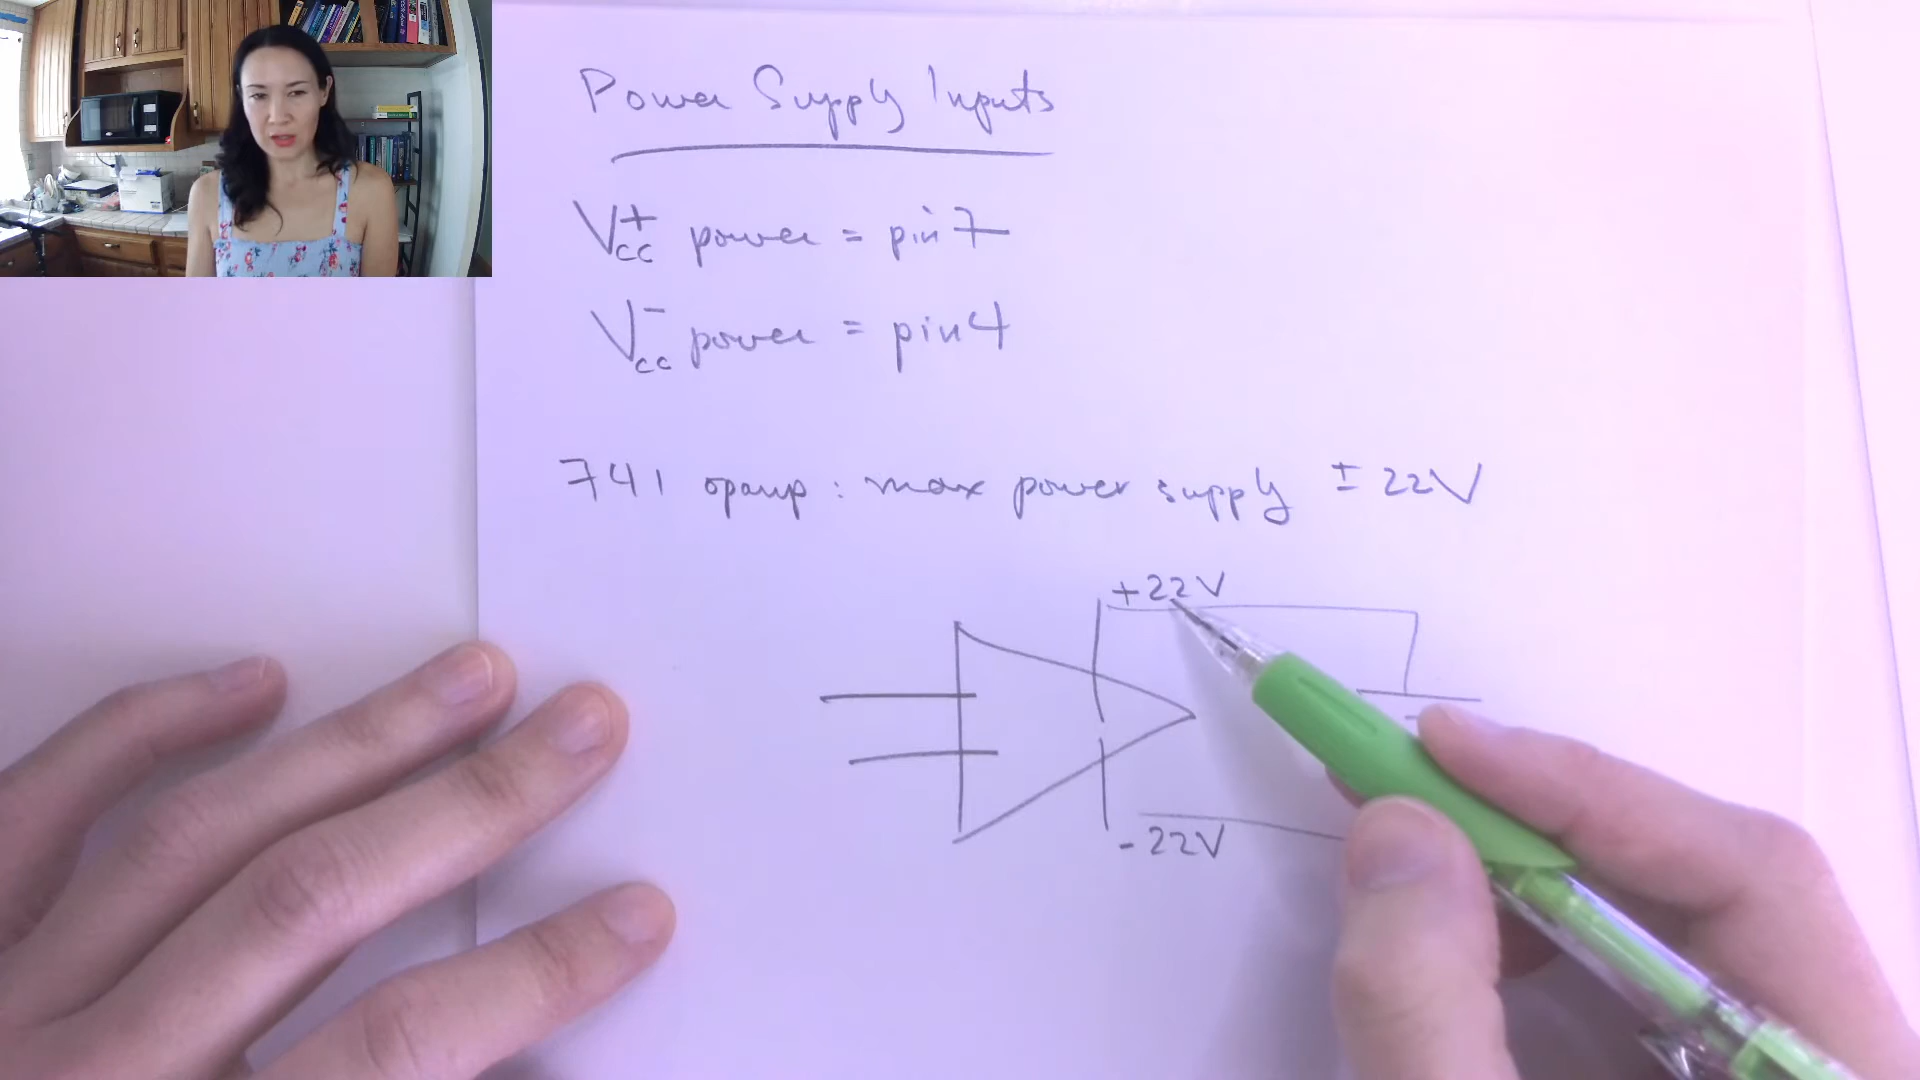 Power Supply Inputs
V+cc power = pin 7
V-cc power = pin 4
741 opamp: max power supply ± 22V
+22V
-22V